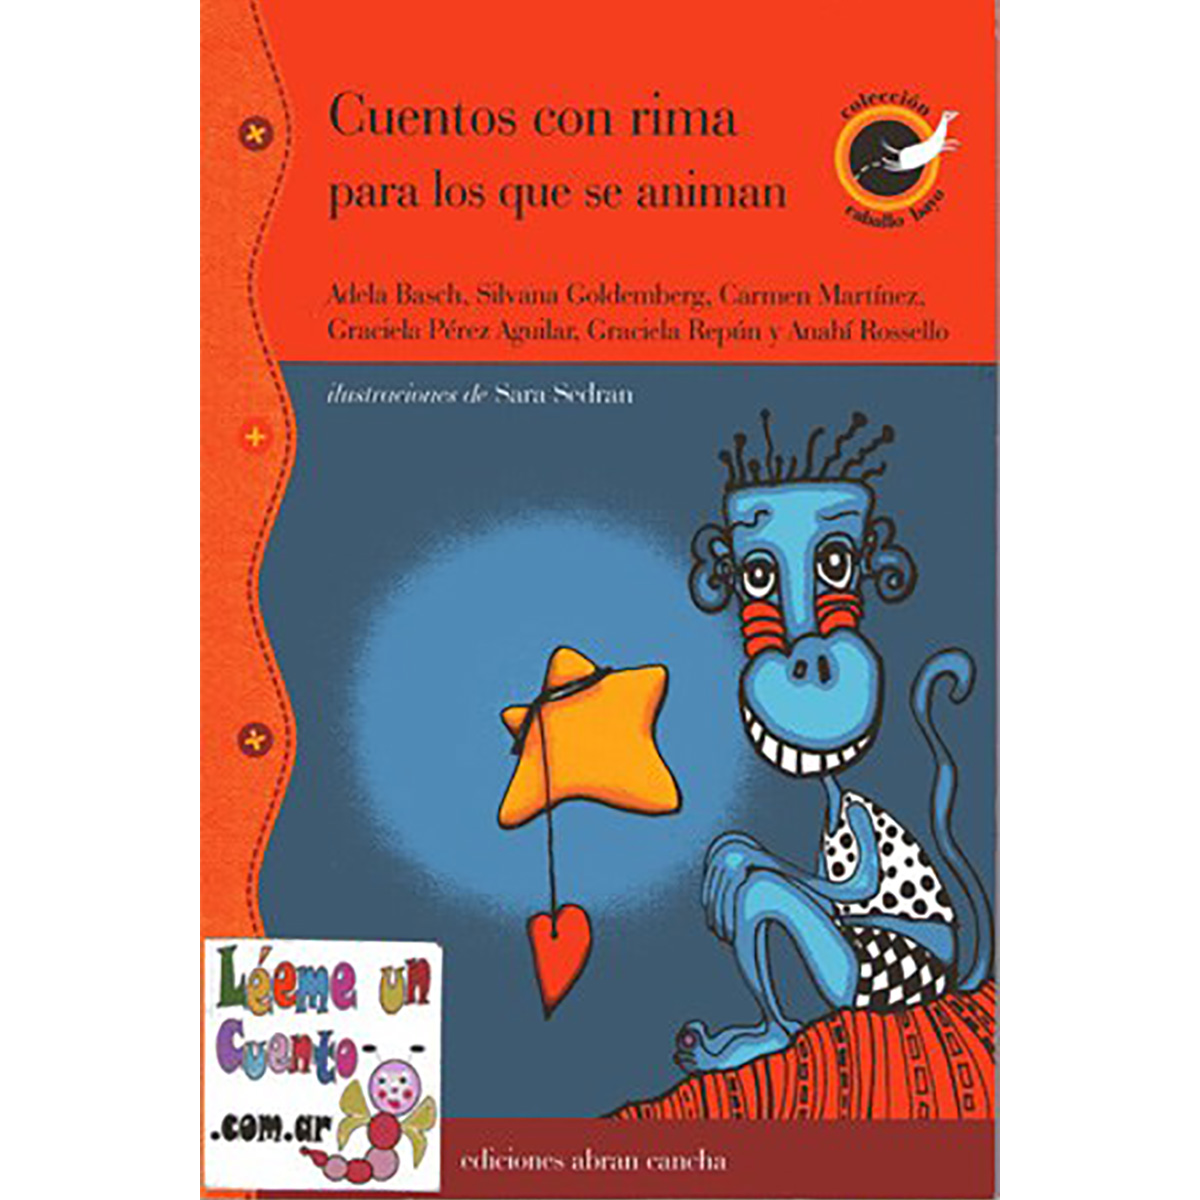 Cuentos con rima
para los que se animan
colección
caballo bayo
Adela Basch, Silvana Goldemberg, Carmen Martínez,
Graciela Pérez Aguilar, Graciela Repún y Anahí Rossello
ilustraciones de Sara Sedran
Léeme un
Cuento
.com.ar
ediciones abran cancha